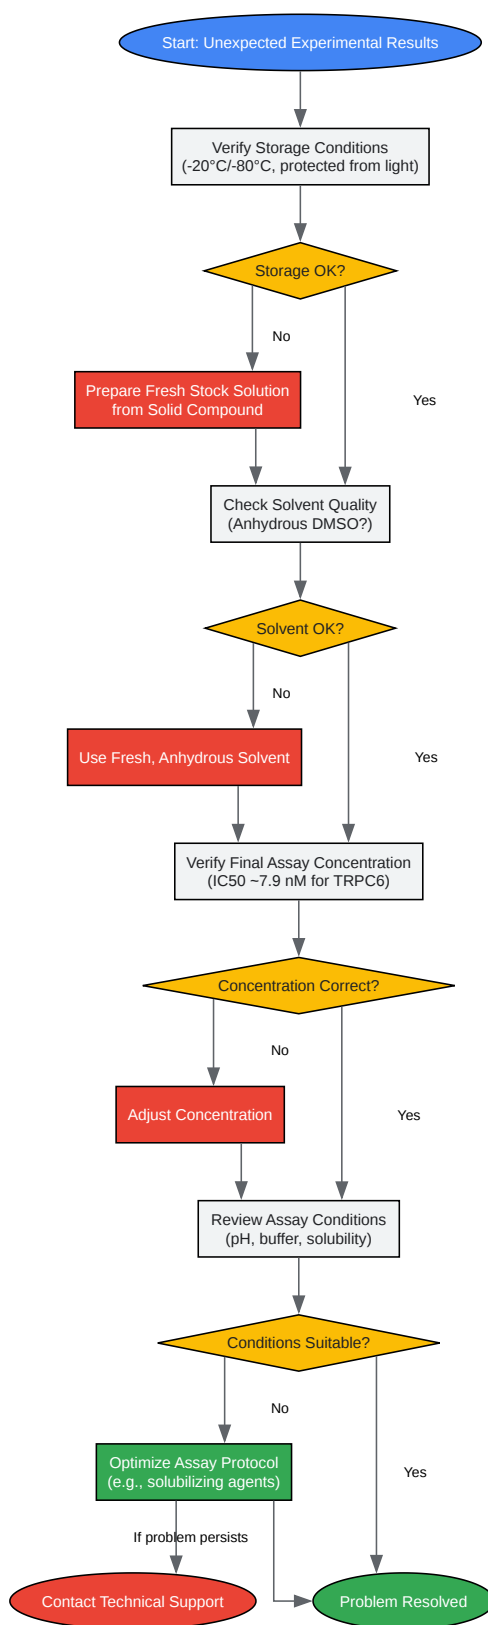 Start: Unexpected Experimental Results
Verify Storage Conditions
(-20°C/-80°C, protected from light)
Storage OK?
No
Yes
Prepare Fresh Stock Solution
from Solid Compound
Check Solvent Quality
(Anhydrous DMSO?)
Solvent OK?
No
Yes
Use Fresh, Anhydrous Solvent
Verify Final Assay Concentration
(IC50 ~7.9 nM for TRPC6)
Concentration Correct?
No
Yes
Adjust Concentration
Review Assay Conditions
(pH, buffer, solubility)
Conditions Suitable?
No
Yes
Optimize Assay Protocol
(e.g., solubilizing agents)
If problem persists
Contact Technical Support
Problem Resolved